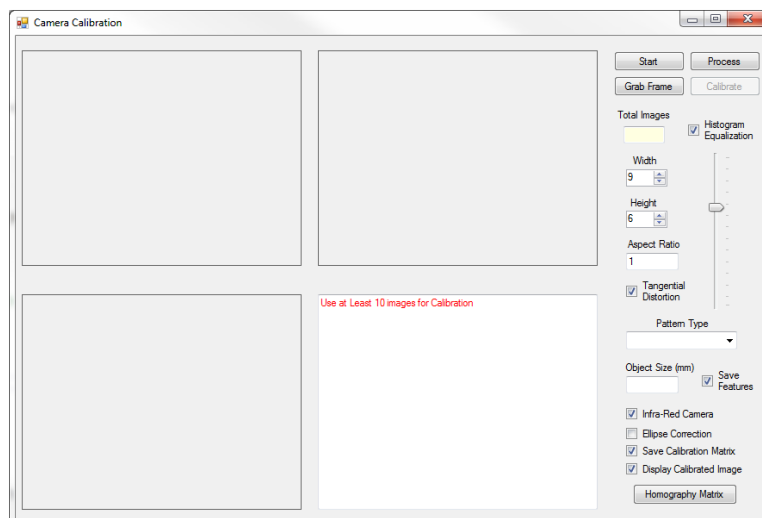 Camera Calibration
Start
Process
Grab Frame
Calibrate
Total Images
Histogram
Equalization
Width
9
Height
6
Aspect Ratio
1
Tangential
Distortion
Use at Least 10 images for Calibration
Pattern Type
Object Size (mm)
Save
Features
Infra-Red Camera
Ellipse Correction
Save Calibration Matrix
Display Calibrated Image
Homography Matrix